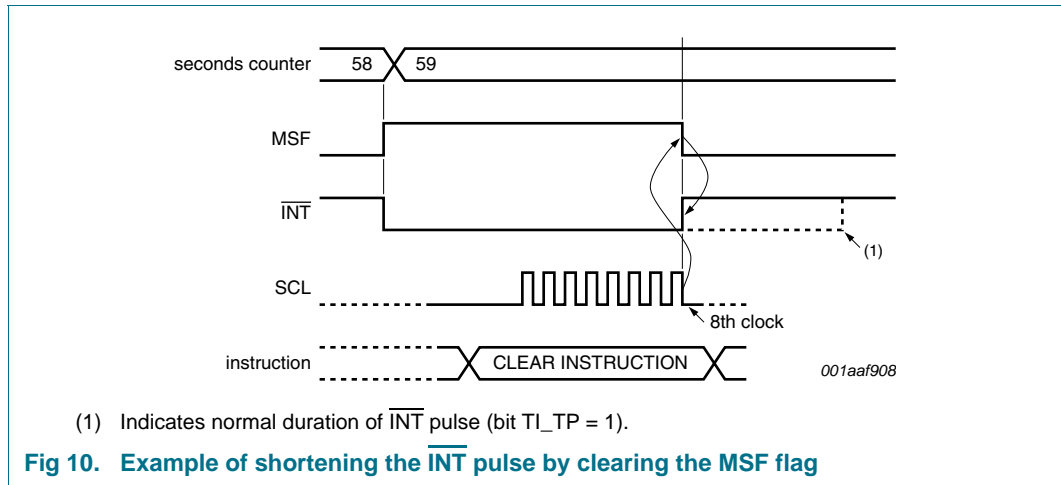 seconds counter 58 59
MSF
INT
(1)
SCL
8th clock
instruction CLEAR INSTRUCTION
001aaf908
(1) Indicates normal duration of INT pulse (bit TI_TP = 1).
Fig 10. Example of shortening the INT pulse by clearing the MSF flag